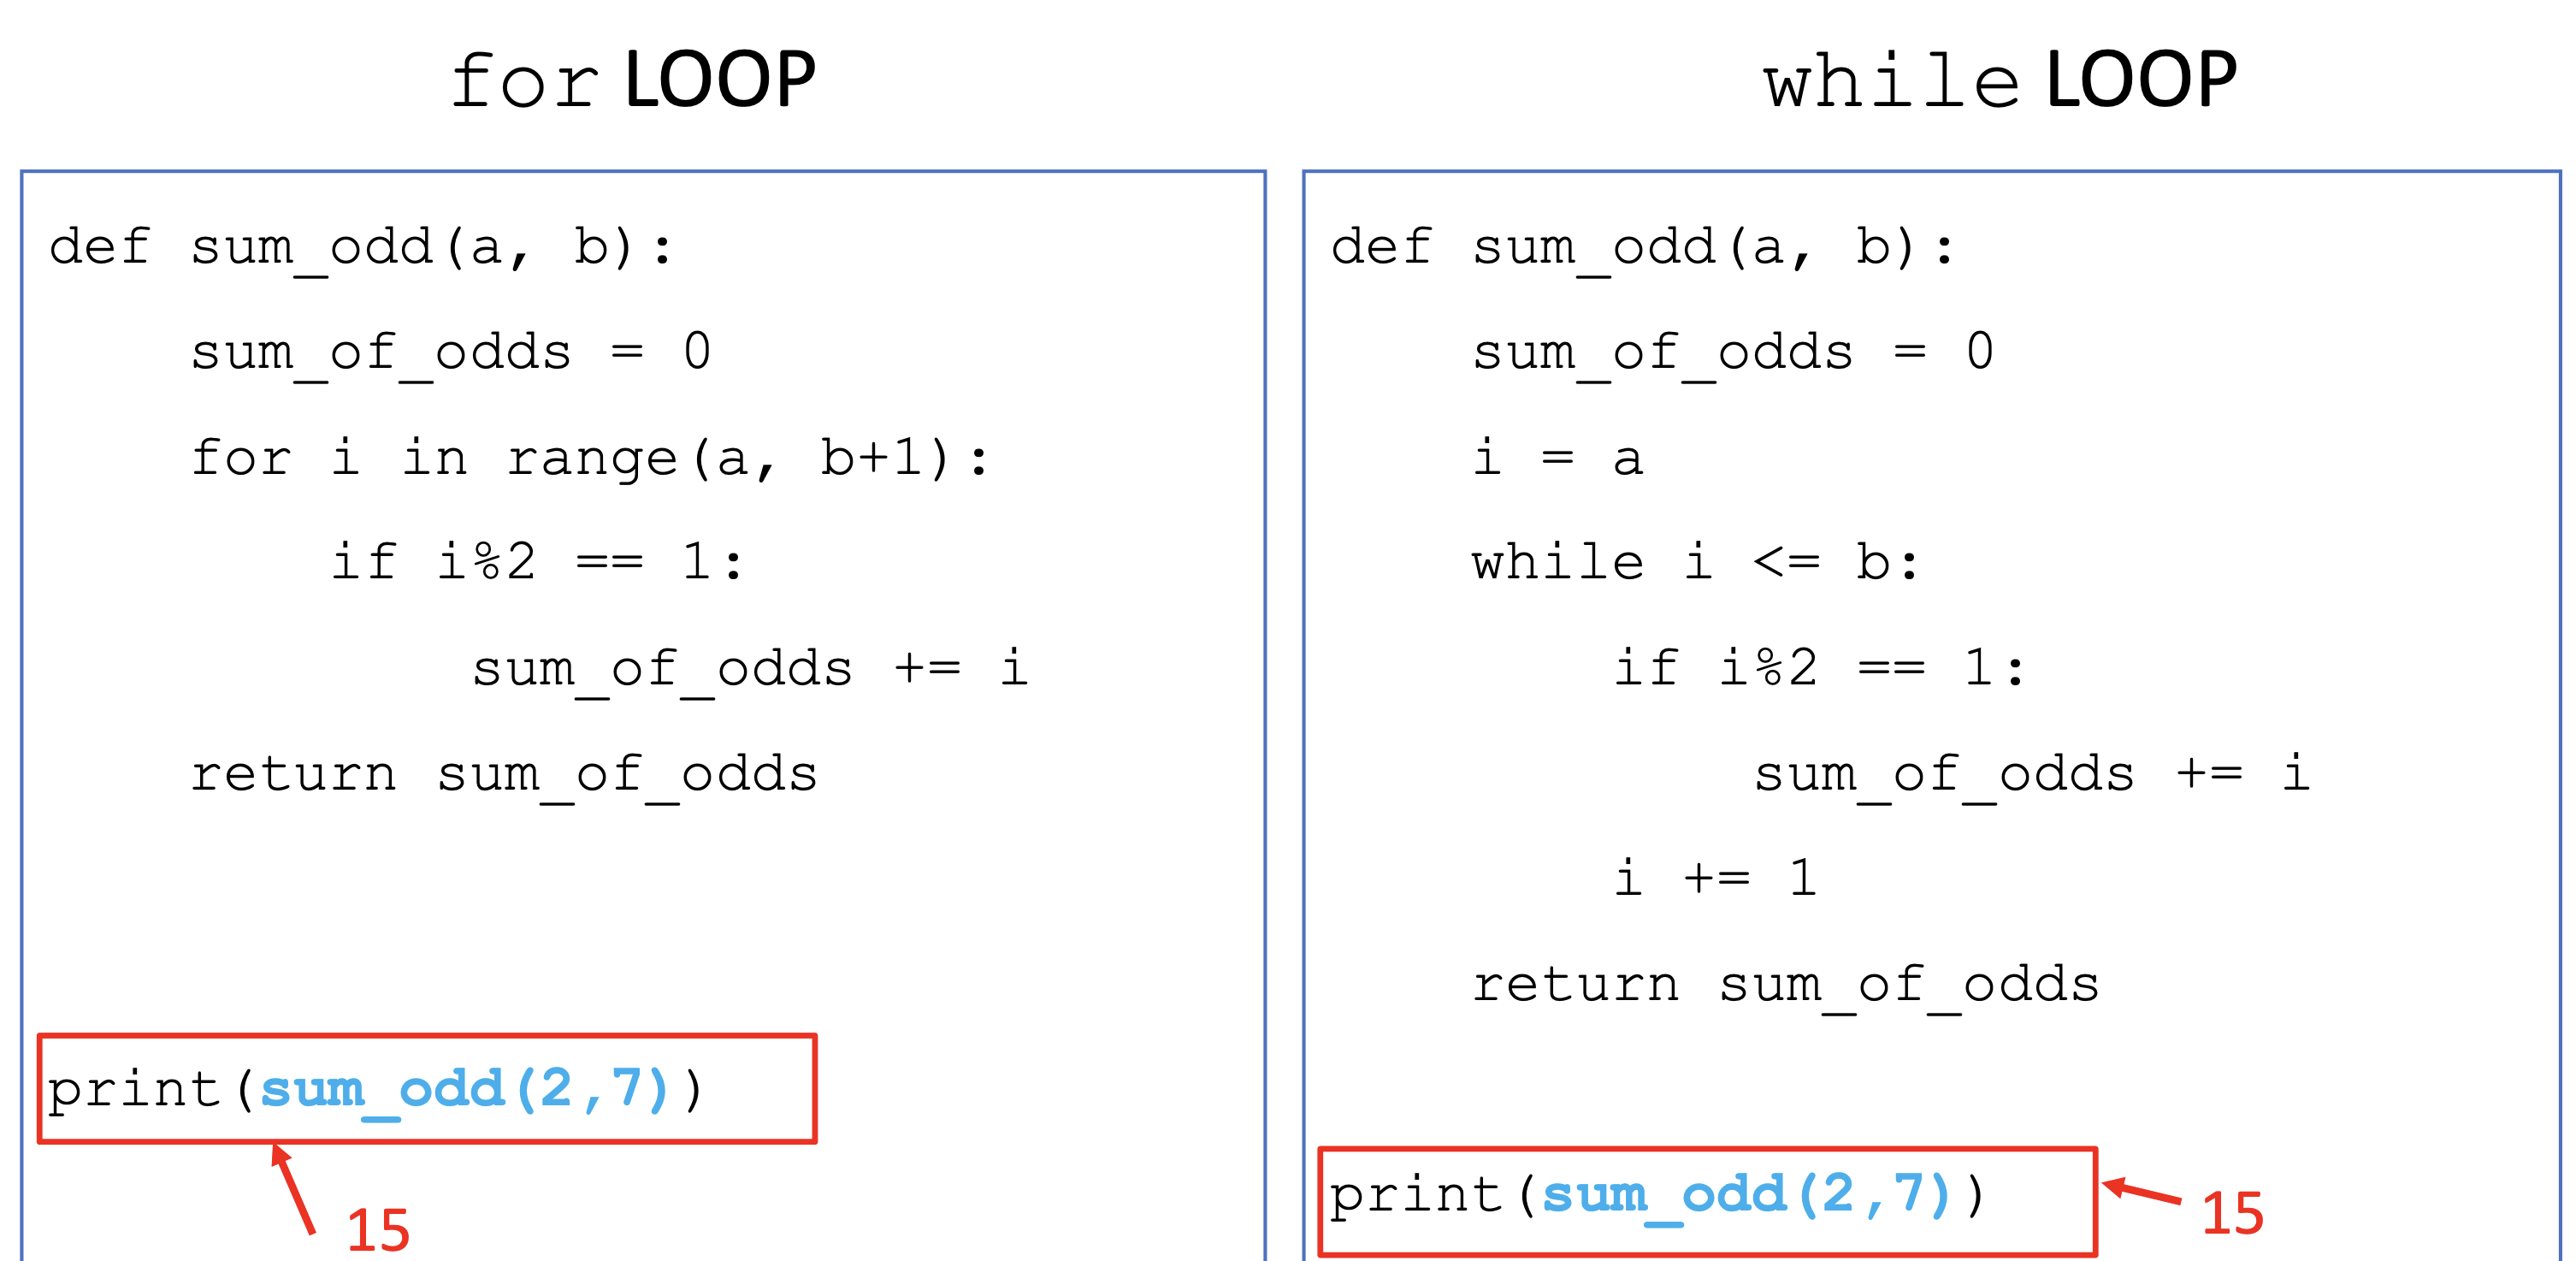 for LOOP
def sum_odd(a, b):
    sum_of_odds = 0
    for i in range(a, b+1):
        if i%2 == 1:
            sum_of_odds += i
    return sum_of_odds
print(sum_odd(2,7))
15
while LOOP
def sum_odd(a, b):
    sum_of_odds = 0
    i = a
    while i <= b:
        if i%2 == 1:
            sum_of_odds += i
        i += 1
    return sum_of_odds
print(sum_odd(2,7))
15